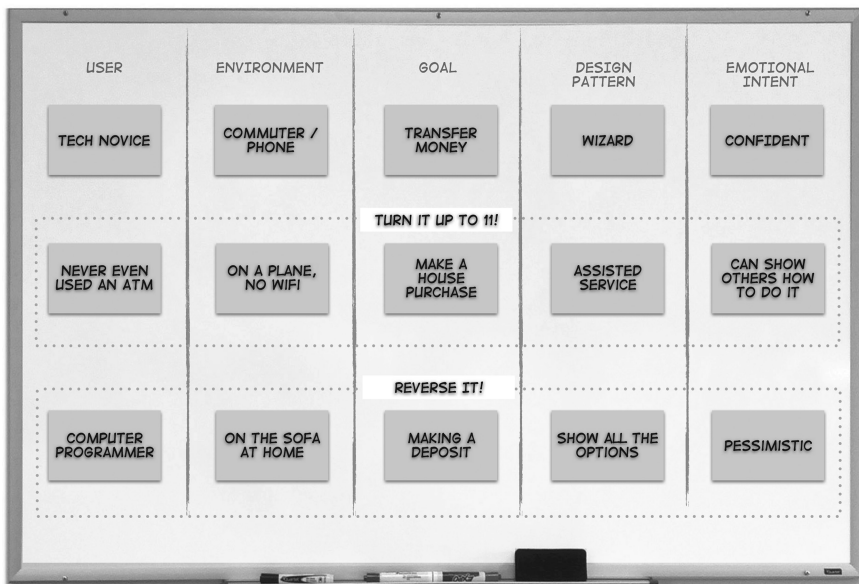 USER
ENVIRONMENT
GOAL
DESIGN
PATTERN
EMOTIONAL
INTENT
TECH NOVICE
COMMUTER /
PHONE
TRANSFER
MONEY
WIZARD
CONFIDENT
TURN IT UP TO 11!
NEVER EVEN
USED AN ATM
ON A PLANE,
NO WIFI
MAKE A
HOUSE
PURCHASE
ASSISTED
SERVICE
CAN SHOW
OTHERS HOW
TO DO IT
REVERSE IT!
COMPUTER
PROGRAMMER
ON THE SOFA
AT HOME
MAKING A
DEPOSIT
SHOW ALL THE
OPTIONS
PESSIMISTIC